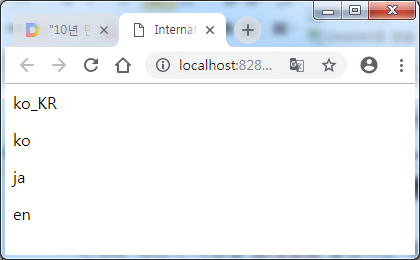 "10년 만
Internat
localhost:828...
ko_KR
ko
ja
en